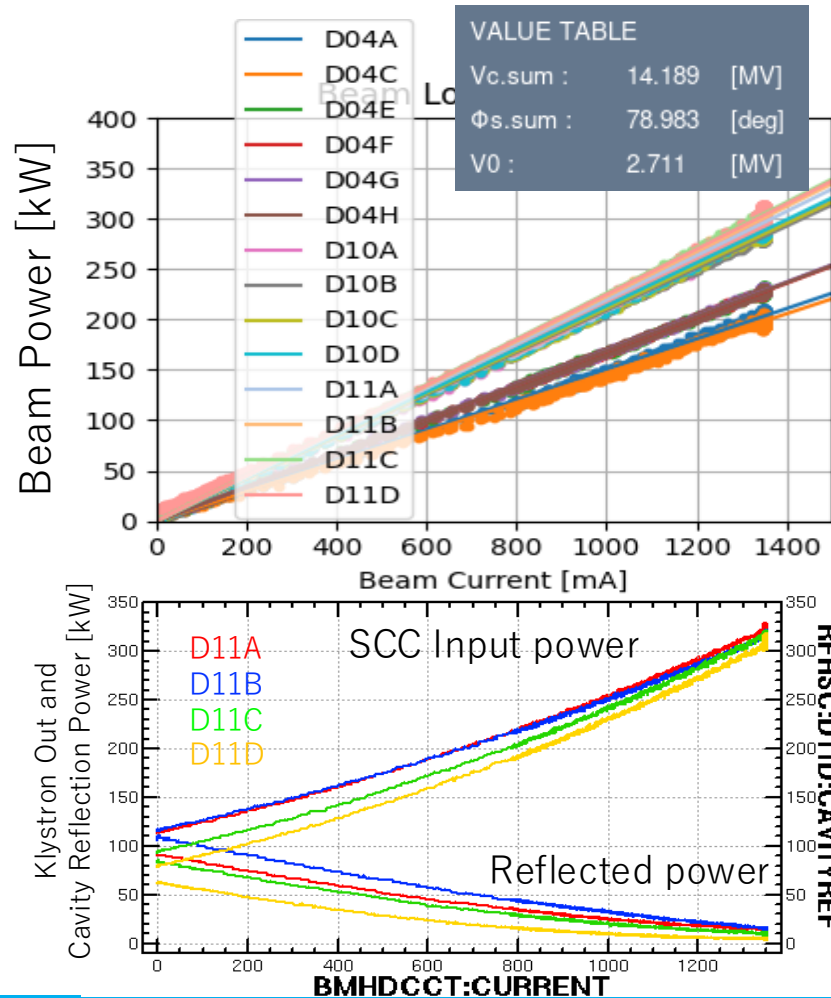 VALUE TABLE
Vc.sum : 14.189 [MV]
Φs.sum : 78.983 [deg]
V0 : 2.711 [MV]
Beam Lo
D04A
D04C
D04E
D04F
D04G
D04H
D10A
D10B
D10C
D10D
D11A
D11B
D11C
D11D
Beam Power [kW]
400
350
300
250
200
150
100
50
0
0 200 400 600 800 1000 1200 1400
Beam Current [mA]
Klystron Out and
Cavity Reflection Power [kW]
350
300
250
200
150
100
50
0
D11A
D11B
D11C
D11D
SCC Input power
Reflected power
350
300
250
200
150
100
50
0
0 200 400 600 800 1000 1200
BMHDCCT:CURRENT